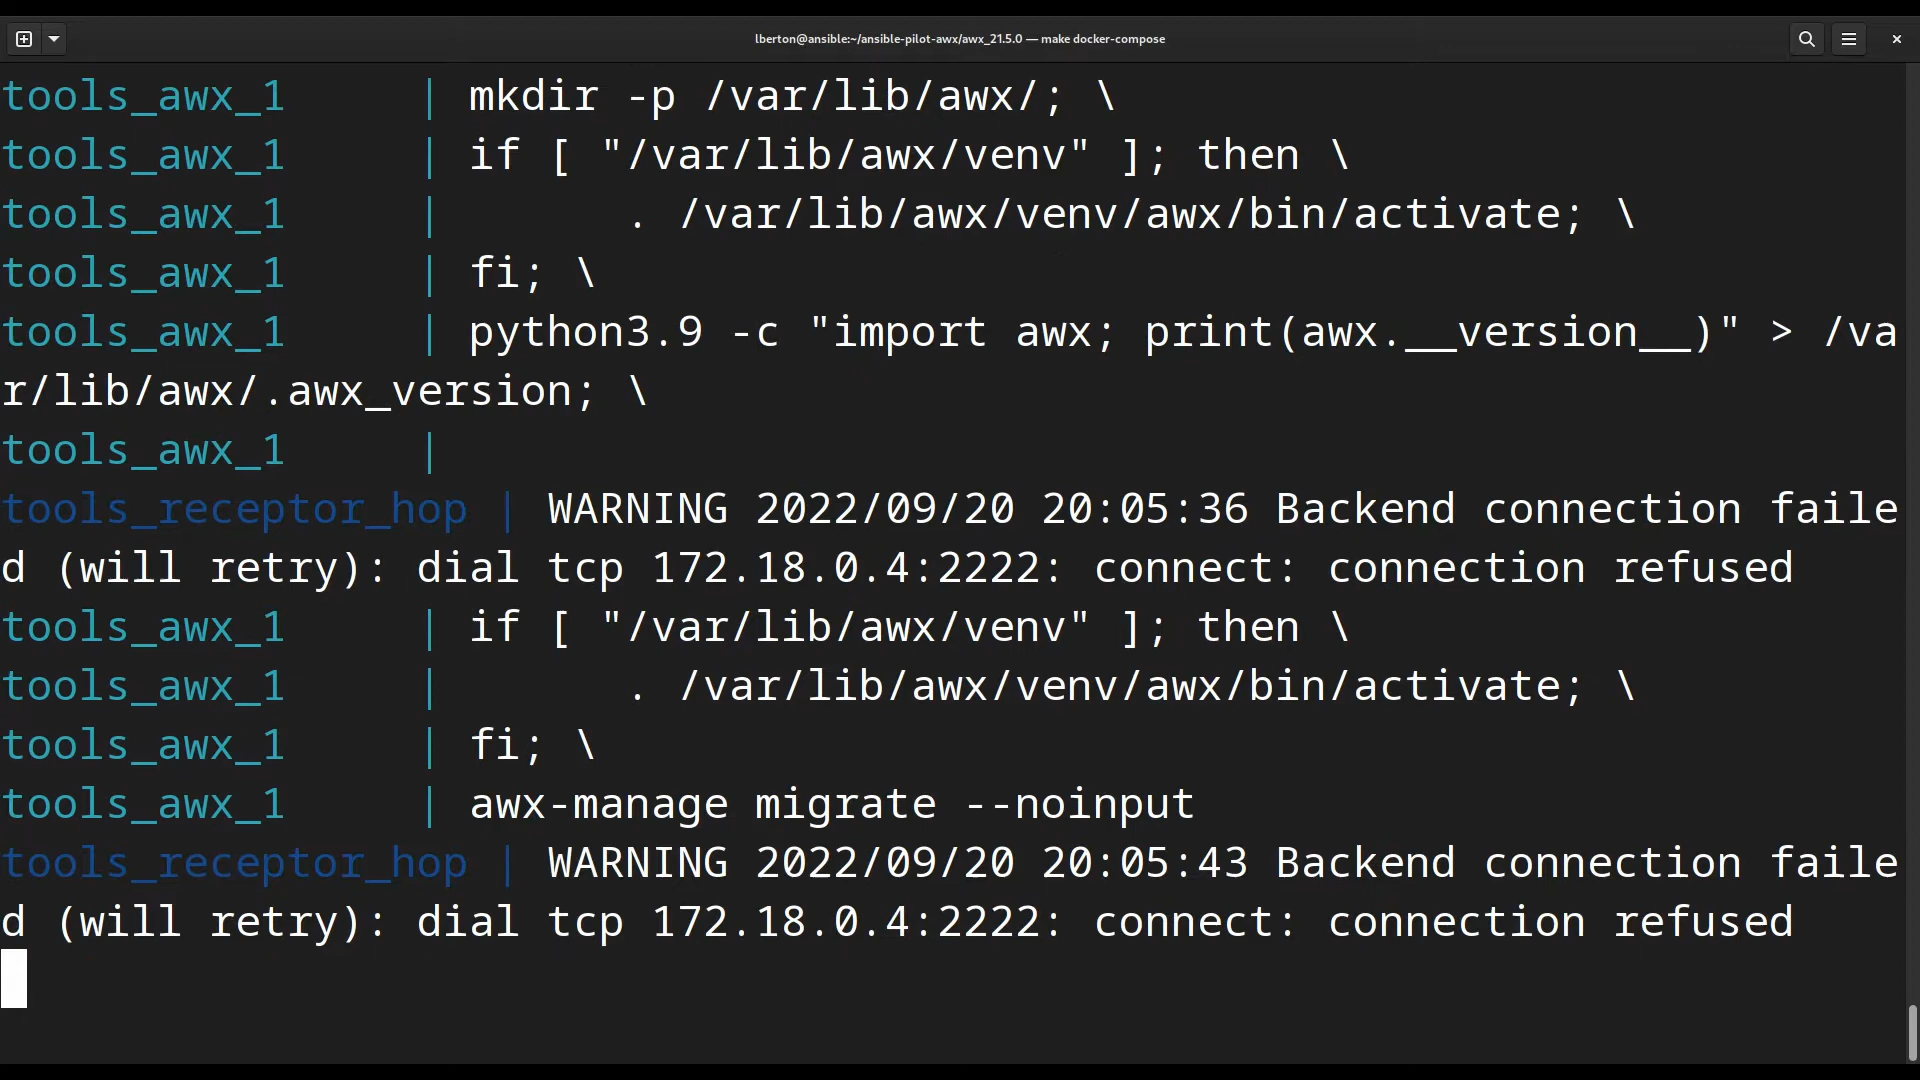 lberton@ansible:~/ansible-pilot-awx/awx_21.5.0 — make docker-compose
tools_awx_1 | mkdir -p /var/lib/awx/; \
tools_awx_1 | if [ "/var/lib/awx/venv" ]; then \
tools_awx_1 | . /var/lib/awx/venv/awx/bin/activate; \
tools_awx_1 | fi; \
tools_awx_1 | python3.9 -c "import awx; print(awx.__version__)" > /va
r/lib/awx/.awx_version; \
tools_awx_1 |
tools_receptor_hop | WARNING 2022/09/20 20:05:36 Backend connection faile
d (will retry): dial tcp 172.18.0.4:2222: connect: connection refused
tools_awx_1 | if [ "/var/lib/awx/venv" ]; then \
tools_awx_1 | . /var/lib/awx/venv/awx/bin/activate; \
tools_awx_1 | fi; \
tools_awx_1 | awx-manage migrate --noinput
tools_receptor_hop | WARNING 2022/09/20 20:05:43 Backend connection faile
d (will retry): dial tcp 172.18.0.4:2222: connect: connection refused